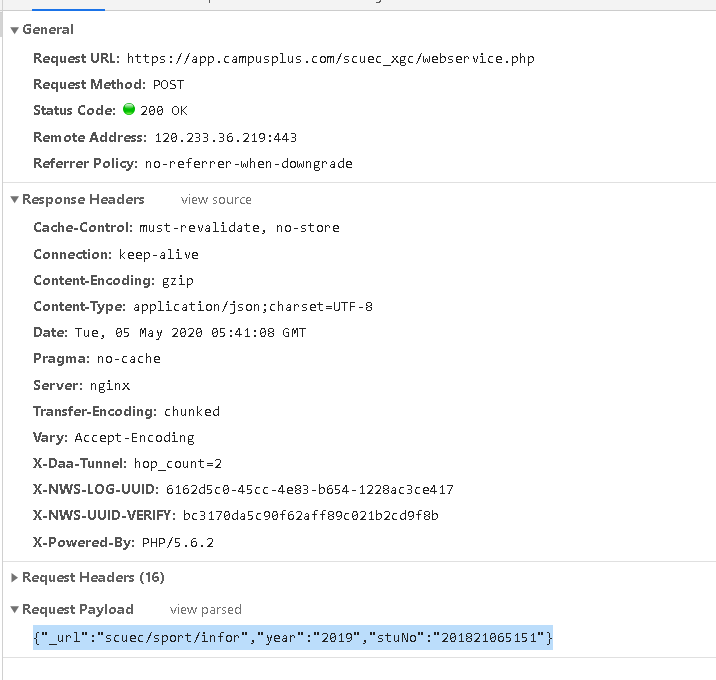 General
Request URL: https://app.campusplus.com/scuec_xgc/webservice.php
Request Method: POST
Status Code: 200 OK
Remote Address: 120.233.36.219:443
Referrer Policy: no-referrer-when-downgrade
Response Headers view source
Cache-Control: must-revalidate, no-store
Connection: keep-alive
Content-Encoding: gzip
Content-Type: application/json;charset=UTF-8
Date: Tue, 05 May 2020 05:41:08 GMT
Pragma: no-cache
Server: nginx
Transfer-Encoding: chunked
Vary: Accept-Encoding
X-Daa-Tunnel: hop_count=2
X-NWS-LOG-UUID: 6162d5c0-45cc-4e83-b654-1228ac3ce417
X-NWS-UUID-VERIFY: bc3170da5c90f62aff89c021b2cd9f8b
X-Powered-By: PHP/5.6.2
Request Headers (16)
Request Payload view parsed
{"_url":"scuec/sport/infor","year":"2019","stuNo":"201821065151"}